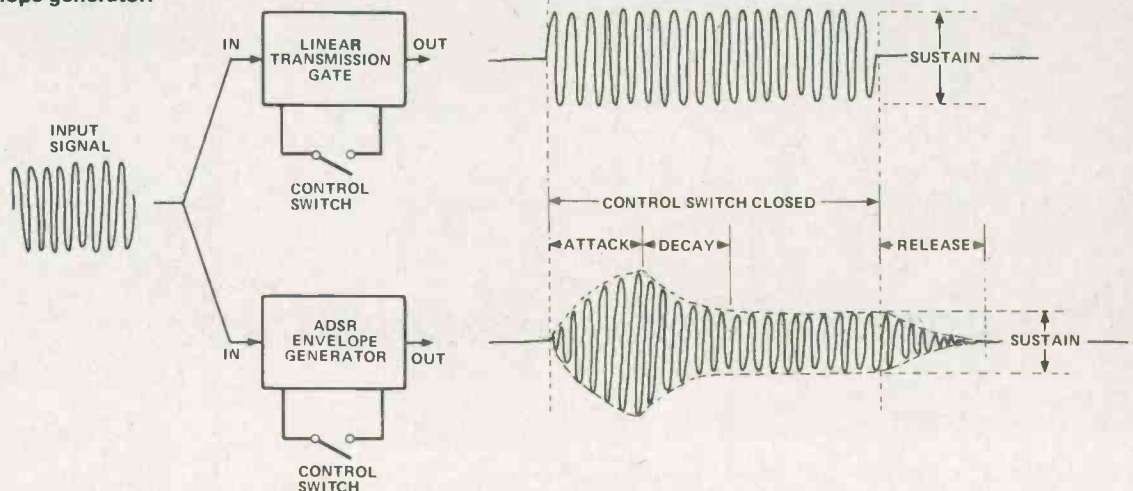 lope generator.
IN
LINEAR
TRANSMISSION
GATE
OUT
CONTROL
SWITCH
INPUT
SIGNAL
SUSTAIN
CONTROL SWITCH CLOSED
ATTACK
DECAY
RELEASE
IN
ADSR
ENVELOPE
GENERATOR
OUT
SUSTAIN
CONTROL
SWITCH